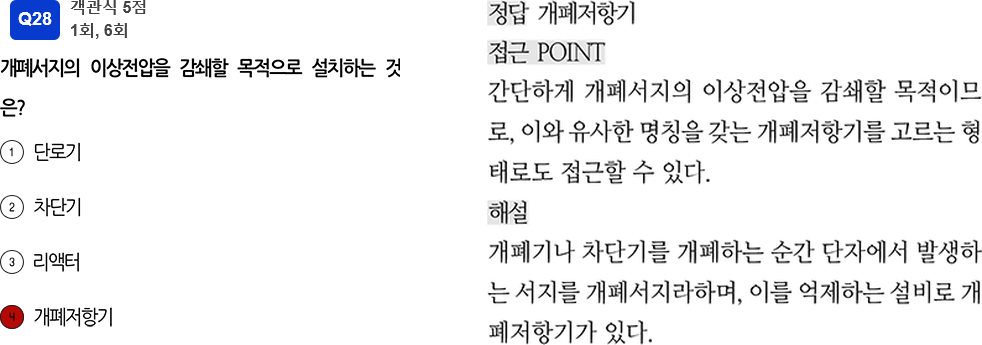 Q28
객관식 5점
1회, 6회
개폐서지의 이상전압을 감쇄할 목적으로 설치하는 것
은?
1 단로기
2 차단기
3 리액터
4 개폐저항기
정답 개폐저항기
접근 POINT
간단하게 개폐서지의 이상전압을 감쇄할 목적이므
로, 이와 유사한 명칭을 갖는 개폐저항기를 고르는 형
태로도 접근할 수 있다.
해설
개폐기나 차단기를 개폐하는 순간 단자에서 발생하
는 서지를 개폐서지라하며, 이를 억제하는 설비로 개
폐저항기가 있다.